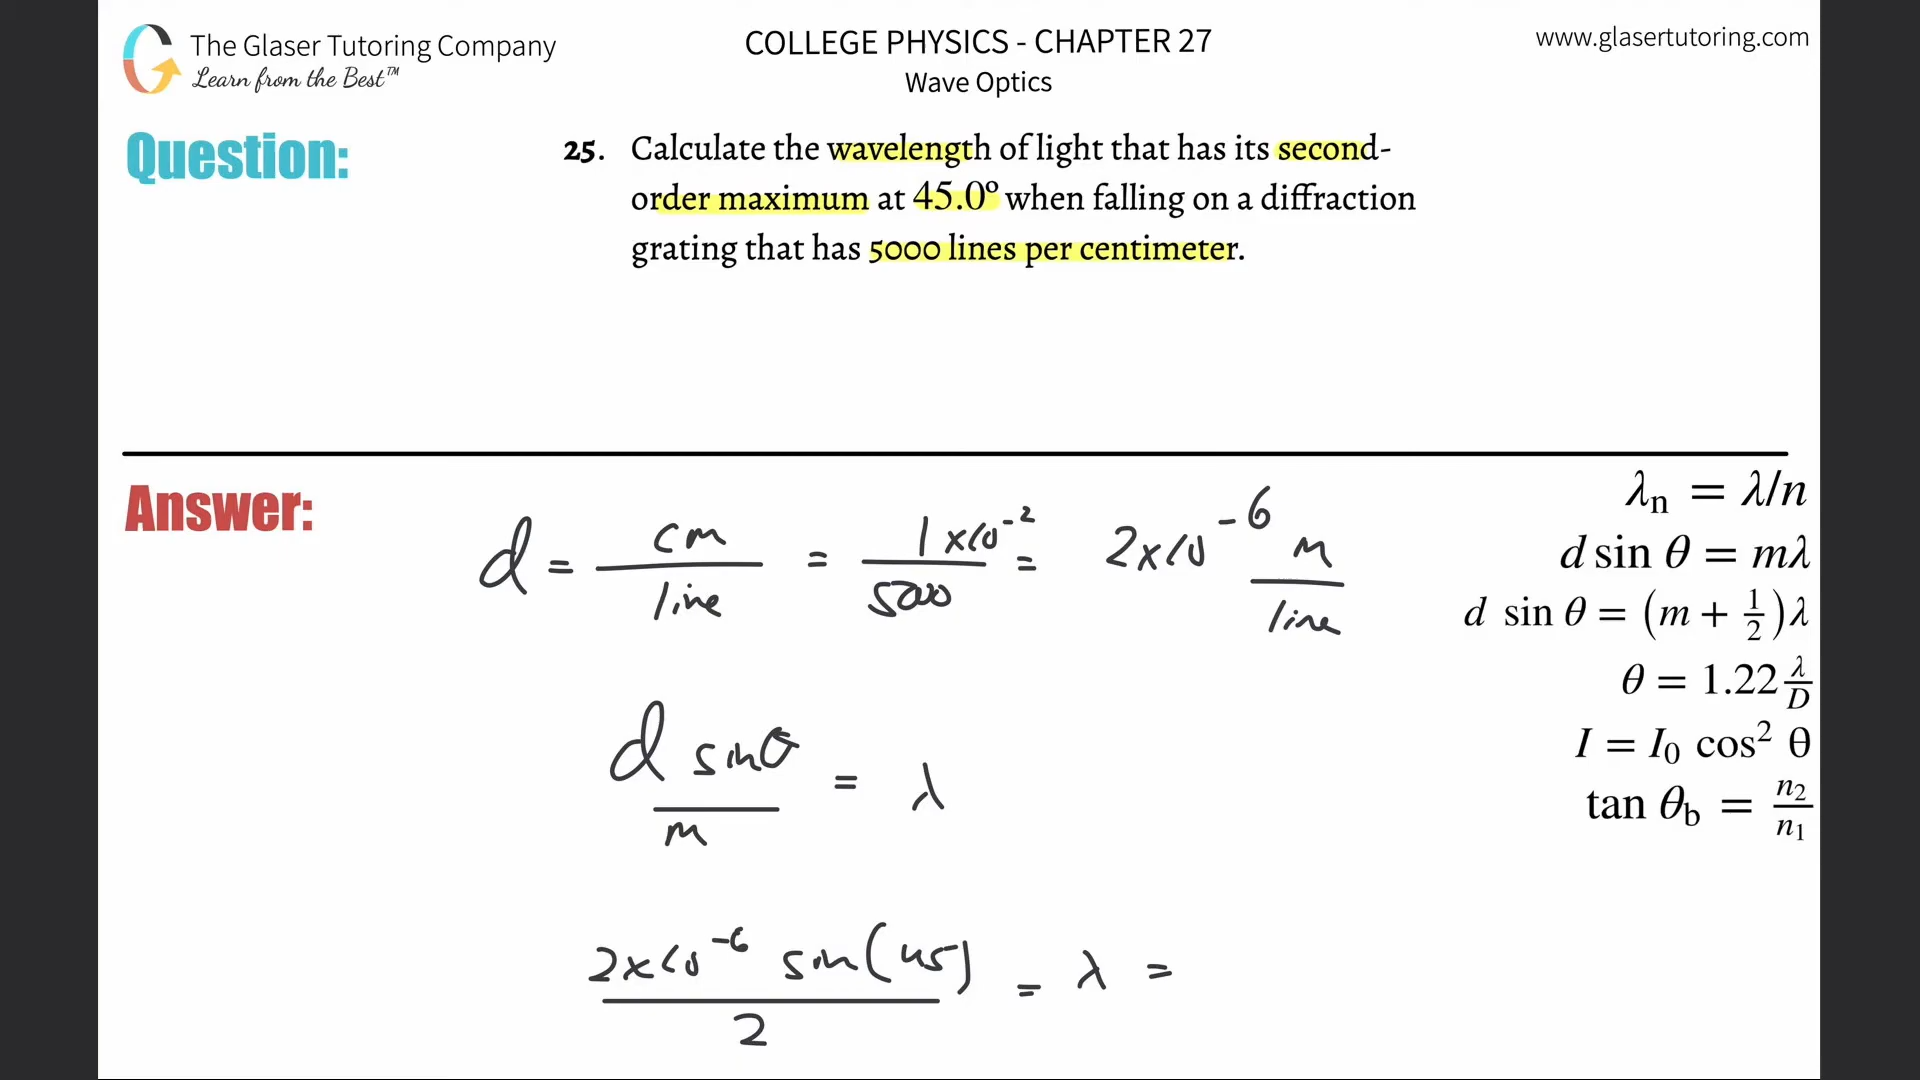 The Glaser Tutoring Company
Learn from the Best™
COLLEGE PHYSICS - CHAPTER 27
Wave Optics
www.glasertutoring.com
Question:
25. Calculate the wavelength of light that has its second-
order maximum at 45.0º when falling on a diffraction
grating that has 5000 lines per centimeter.
Answer:
d = cm/line = 1x10⁻²/5000 = 2x10⁻⁶ m/line
d sinθ/m = λ
2x10⁻⁶ sin(45)/2 = λ =
λₙ = λ/n
d sin θ = mλ
d sin θ = (m + 1/2)λ
θ = 1.22 λ/D
I = I₀ cos² θ
tan θb = n₂/n₁